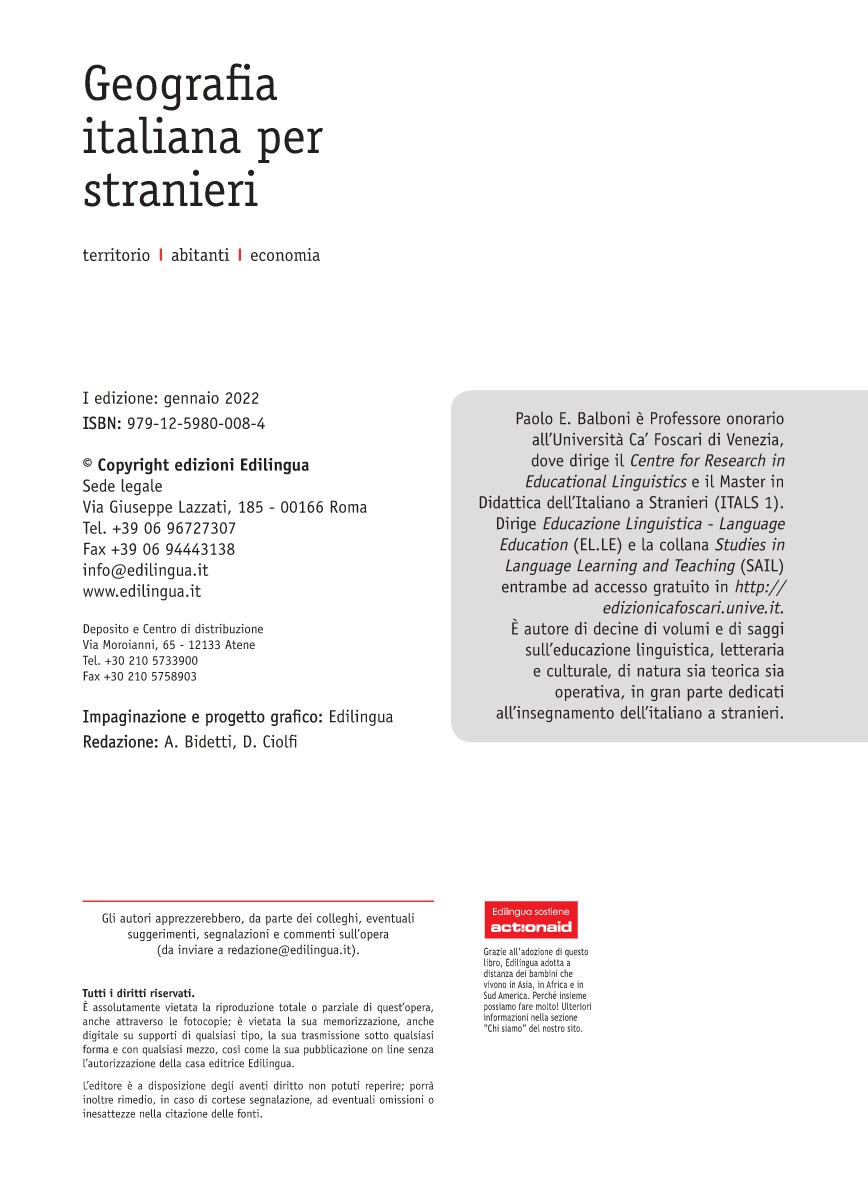 Geografia
italiana per
stranieri
territorio | abitanti | economia
I edizione: gennaio 2022
ISBN: 979-12-5980-008-4
© Copyright edizioni Edilingua
Sede legale
Via Giuseppe Lazzati, 185 - 00166 Roma
Tel. +39 06 96727307
Fax +39 06 94443138
info@edilingua.it
www.edilingua.it
Deposito e Centro di distribuzione
Via Moroianni, 65 - 12133 Atene
Tel. +30 210 5733900
Fax +30 210 5758903
Impaginazione e progetto grafico: Edilingua
Redazione: A. Bidetti, D. Ciolfi
Paolo E. Balboni è Professore onorario
all'Università Ca' Foscari di Venezia,
dove dirige il Centre for Research in
Educational Linguistics e il Master in
Didattica dell'Italiano a Stranieri (ITALS 1).
Dirige Educazione Linguistica - Language
Education (EL.LE) e la collana Studies in
Language Learning and Teaching (SAIL)
entrambe ad accesso gratuito in http://
edizionicafoscari.unive.it.
È autore di decine di volumi e di saggi
sull'educazione linguistica, letteraria
e culturale, di natura sia teorica sia
operativa, in gran parte dedicati
all'insegnamento dell'italiano a stranieri.
Gli autori apprezzerebbero, da parte dei colleghi, eventuali
suggerimenti, segnalazioni e commenti sull'opera
(da inviare a redazione@edilingua.it).
Tutti i diritti riservati.
È assolutamente vietata la riproduzione totale o parziale di quest'opera,
anche attraverso le fotocopie; è vietata la sua memorizzazione, anche
digitale su supporti di qualsiasi tipo, la sua trasmissione sotto qualsiasi
forma e con qualsiasi mezzo, così come la sua pubblicazione on line senza
l'autorizzazione della casa editrice Edilingua.
L'editore è a disposizione degli aventi diritto non potuti reperire; porrà
inoltre rimedio, in caso di cortese segnalazione, ad eventuali omissioni o
inesattezze nella citazione delle fonti.
Edilingua sostiene
act!onaid
Grazie all'adozione di questo
libro, Edilingua adotta a
distanza dei bambini che
vivono in Asia, in Africa e in
Sud America. Perché insieme
possiamo fare molto! Ulteriori
informazioni nella sezione
"Chi siamo" del nostro sito.